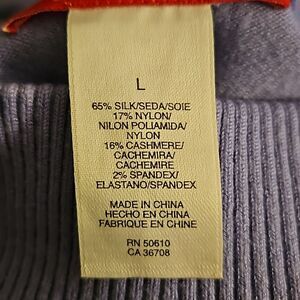 L
65% SILK/SEDA/SOIE
17% NYLON/
NILON POLIAMIDA/
NYLON
16% CASHMERE/
CACHEMIRA/
CACHEMIRE
2% SPANDEX/
ELASTANO/SPANDEX
MADE IN CHINA
HECHO EN CHINA
FABRIQUE EN CHINE
RN 50610
CA 36708